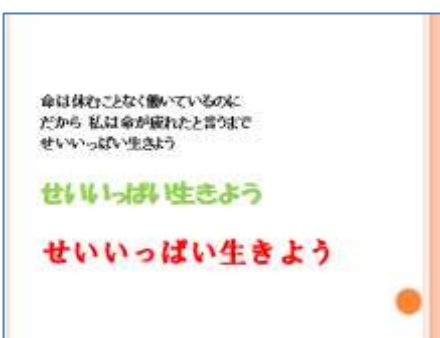 命は休むことなく働いているのに
だから 私は命が疲れたと言うまで
せいいっぱい生きよう
せいいっぱい生きよう
せいいっぱい生きよう